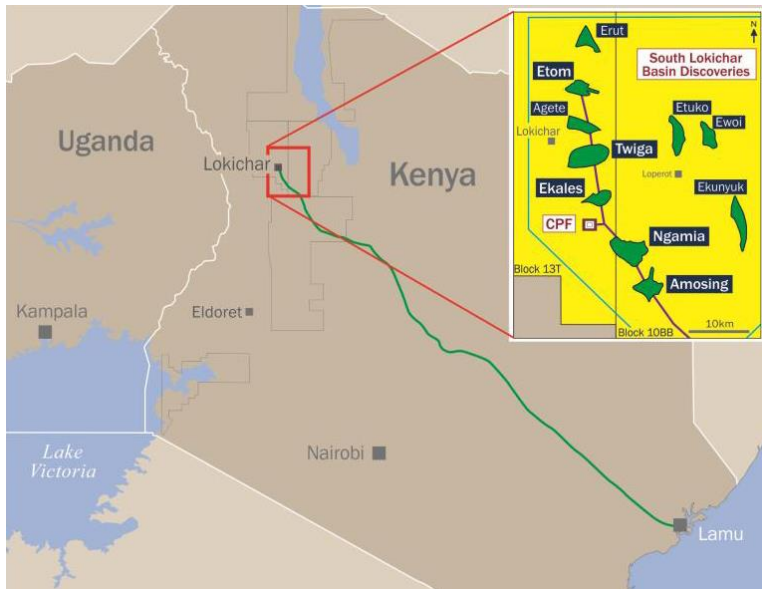 Uganda
Kenya
Lokichar
Eldoret
Kampala
Nairobi
Lake
Victoria
Lamu
N
Erut
South Lokichar
Basin Discoveries
Etom
Agete
Etuko
Ewoi
Lokichar
Twiga
Loperot
Ekales
Ekunyuk
CPF
Ngamia
Block 13T
Amosing
10km
Block 10BB